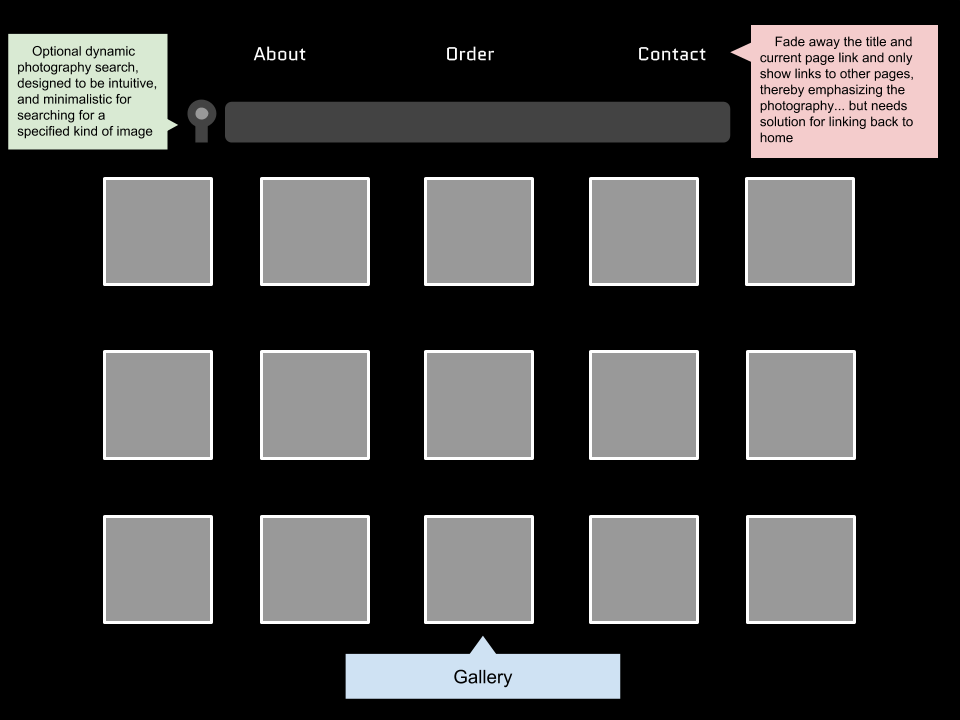 Optional dynamic
photography search,
designed to be intuitive,
and minimalistic for
searching for a
specified kind of image
About
Order
Contact
Fade away the title and
current page link and only
show links to other pages,
thereby emphasizing the
photography... but needs
solution for linking back to
home
Gallery